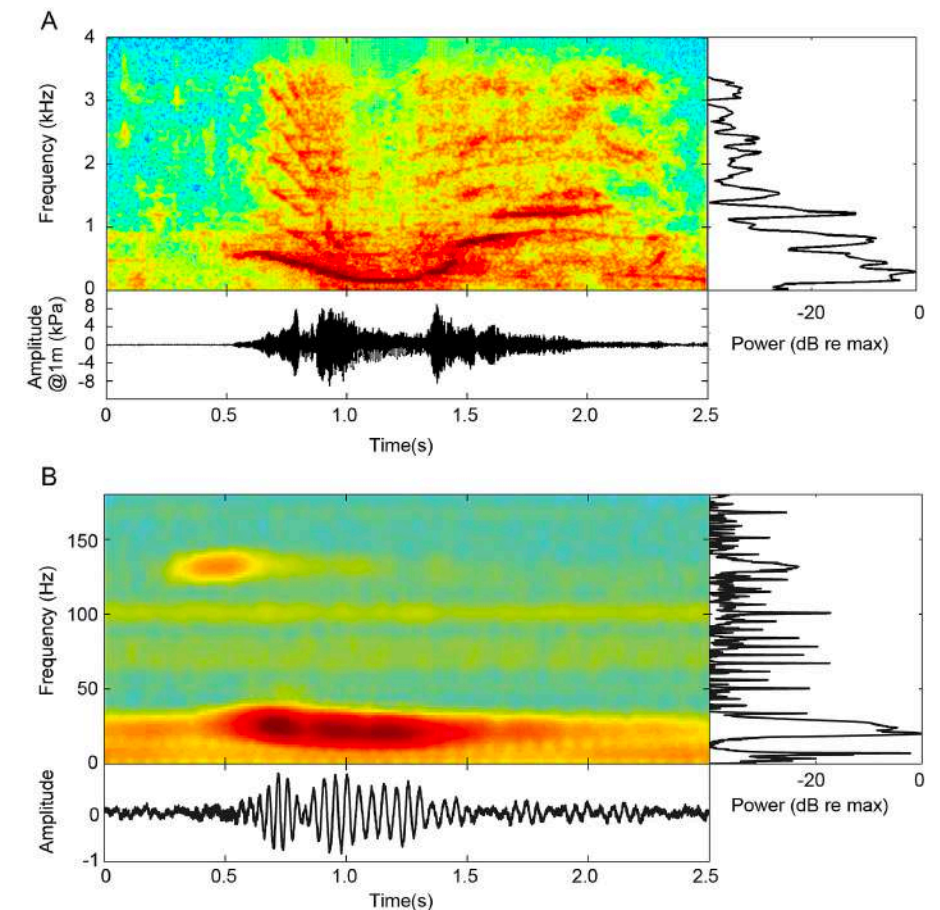 A
Frequency (kHz)
4
3
2
1
0
Amplitude
@1m (kPa)
8
4
0
-4
-8
0 0.5 1.0 1.5 2.0 2.5
Time(s)
-20 0
Power (dB re max)
B
Frequency (Hz)
150
100
50
0
Amplitude
0
-1
0 0.5 1.0 1.5 2.0 2.5
Time(s)
-20 0
Power (dB re max)